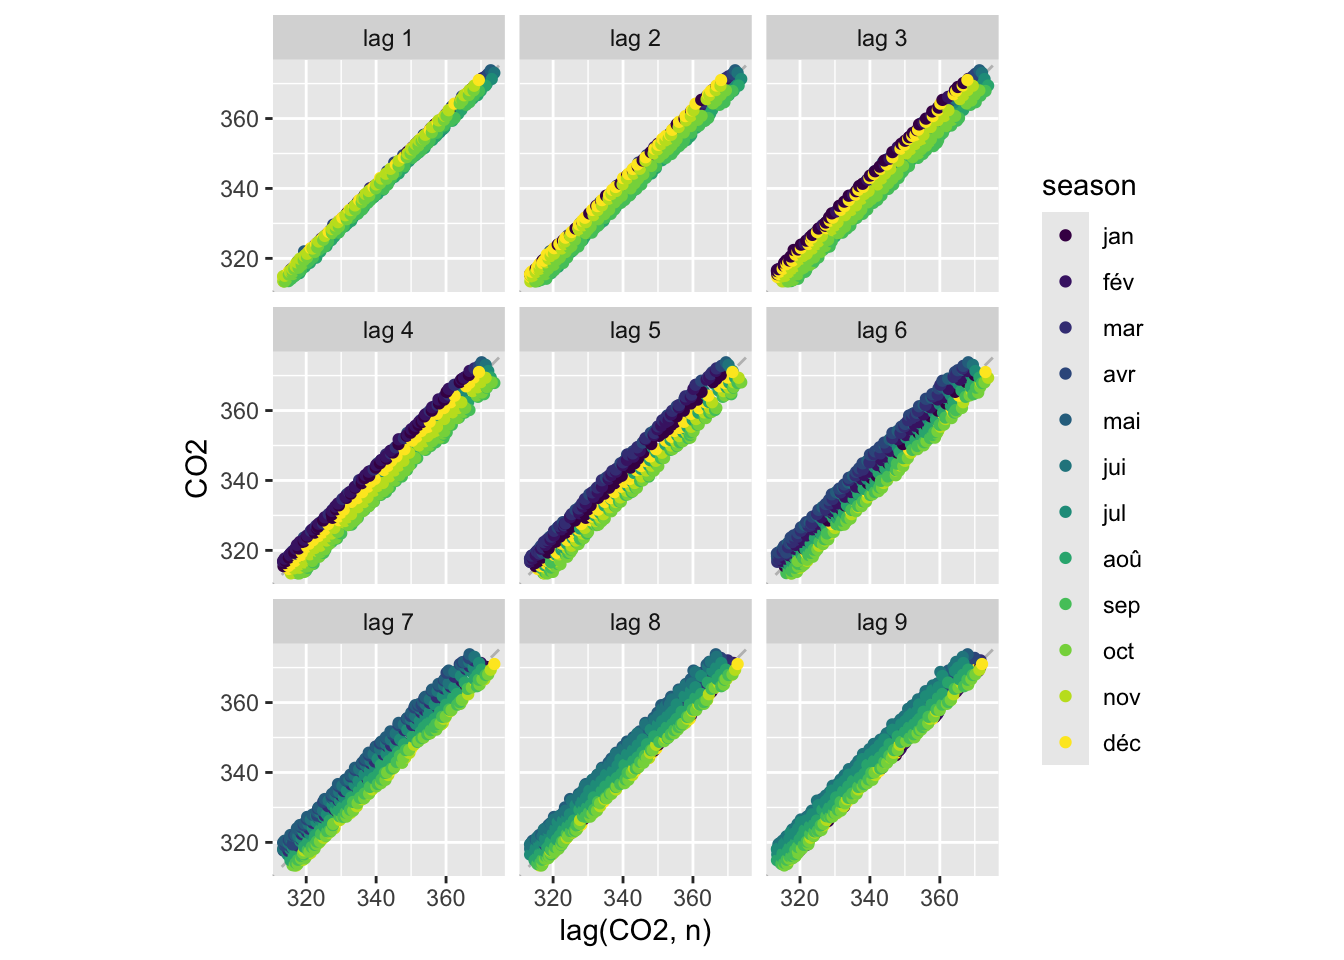 lag 1
lag 2
lag 3
360
340
320
lag 4
lag 5
lag 6
360
340
320
lag 7
lag 8
lag 9
360
340
320
320 340 360
320 340 360
320 340 360
lag(CO2, n)
CO2
season
jan
fév
mar
avr
mai
jui
jul
aoû
sep
oct
nov
déc